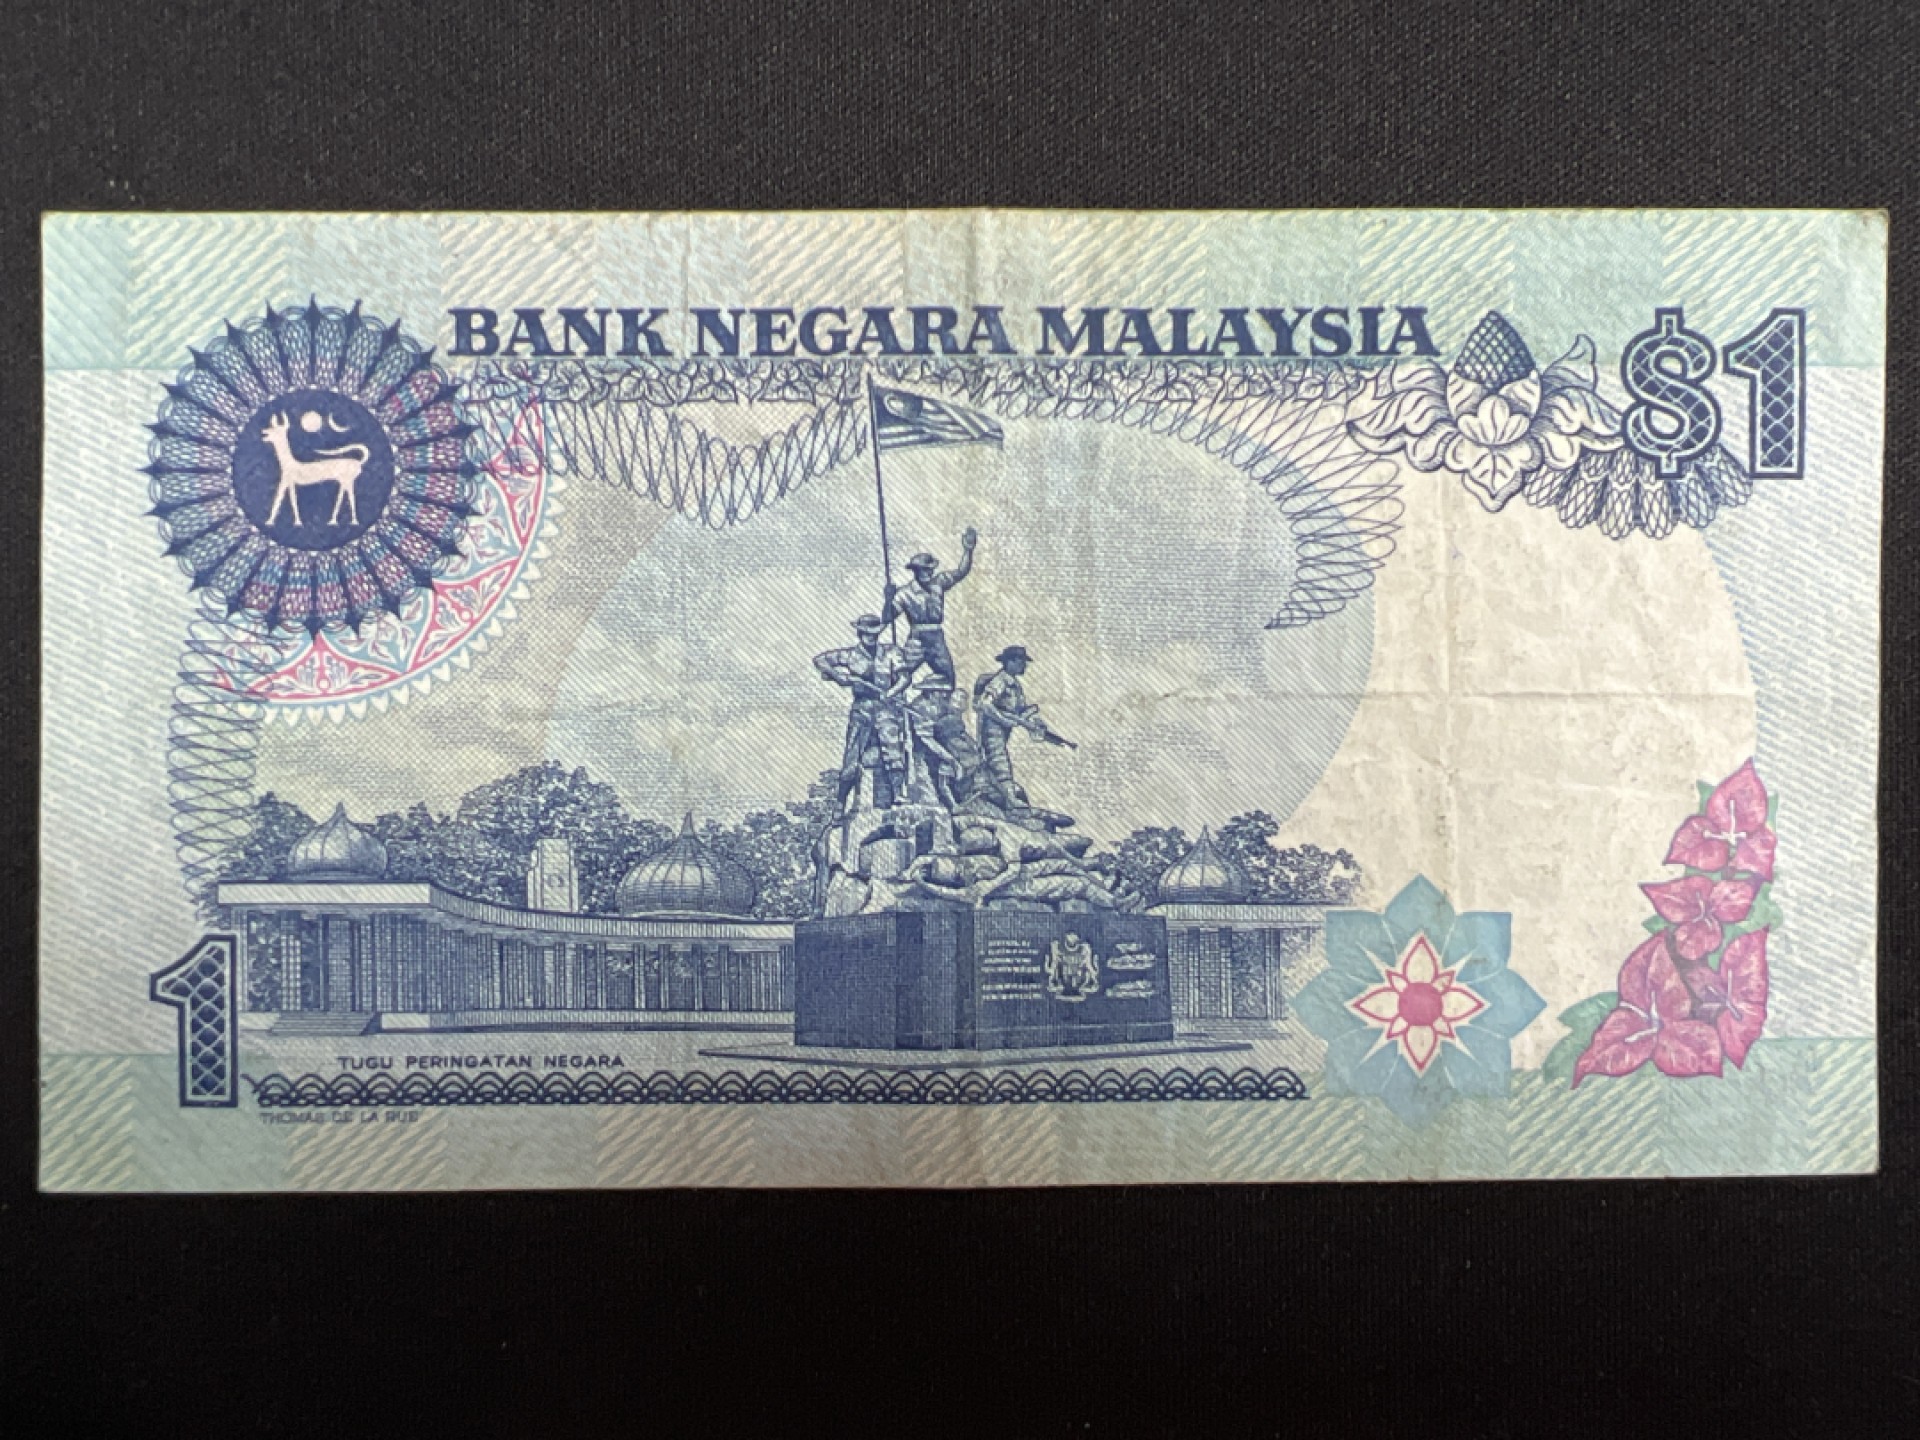 BANK NEGARA MALAYSIA
$1
1
TUGU PERINGATAN NEGARA
THOMAS DE LA RUE